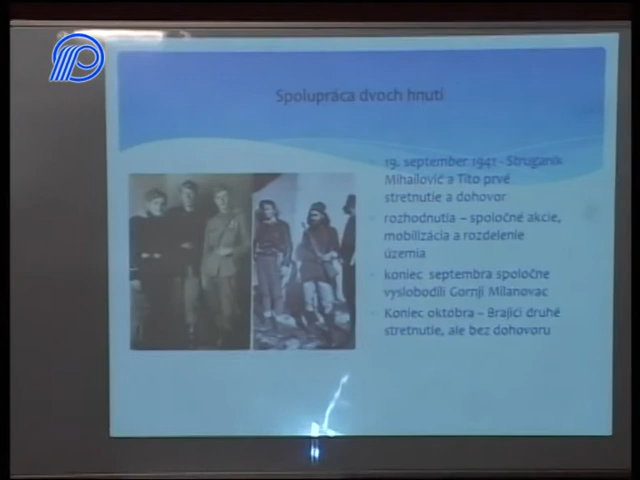 Spolupráca dvoch hnutí
19. september 1941 - Struganik
Mihailovič a Tito prvé
stretnutie a dohovor
rozhodnutia – spoločné akcie,
mobilizácia a rozdelenie
územia
koniec septembra spoločne
vyslobodili Gornji Milanovac
Koniec októbra – Brajići druhé
stretnutie, ale bez dohovoru